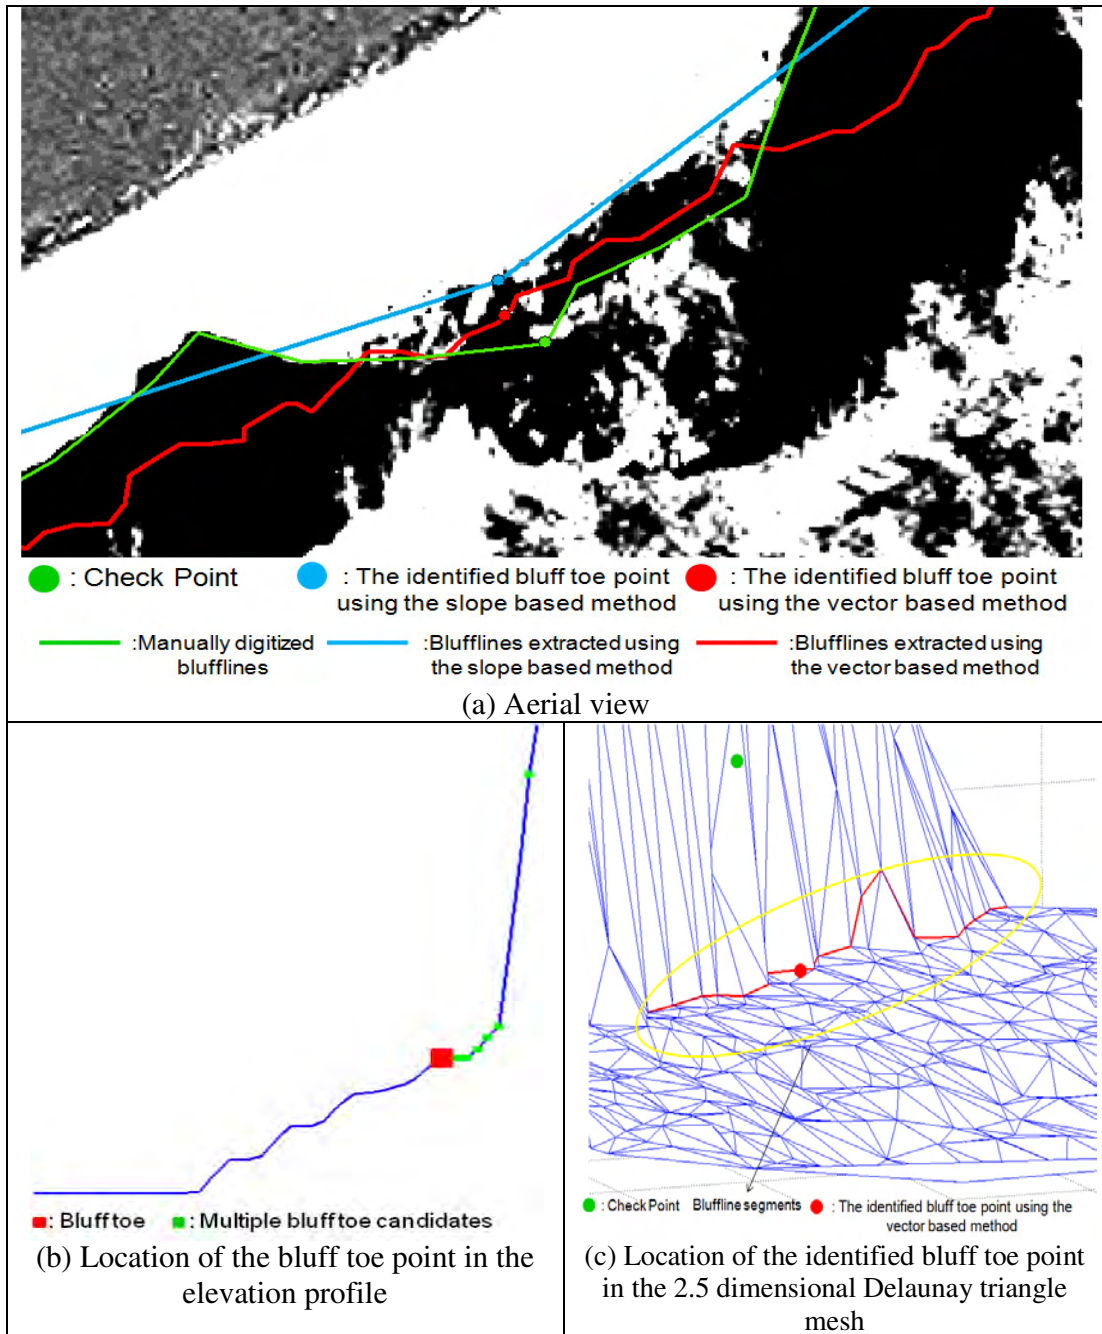 : Check Point
: The identified bluff toe point
using the slope based method
: The identified bluff toe point
using the vector based method
:Manually digitized
blufflines
:Blufflines extracted using
the slope based method
:Blufflines extracted using
the vector based method
(a) Aerial view
: Bluff toe
: Multiple bluff toe candidates
(b) Location of the bluff toe point in the
elevation profile
: Check Point
Bluffline segments
: The identified bluff toe point using the
vector based method
(c) Location of the identified bluff toe point
in the 2.5 dimensional Delaunay triangle
mesh